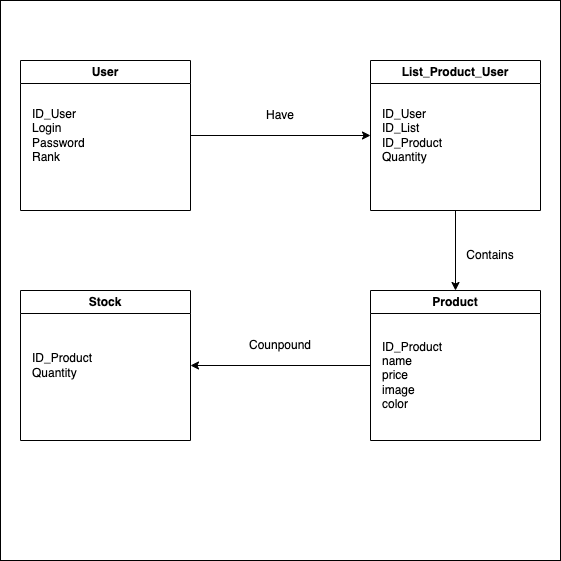 User
ID_User
Login
Password
Rank
Have
List_Product_User
ID_User
ID_List
ID_Product
Quantity
Contains
Stock
ID_Product
Quantity
Counpound
Product
ID_Product
name
price
image
color